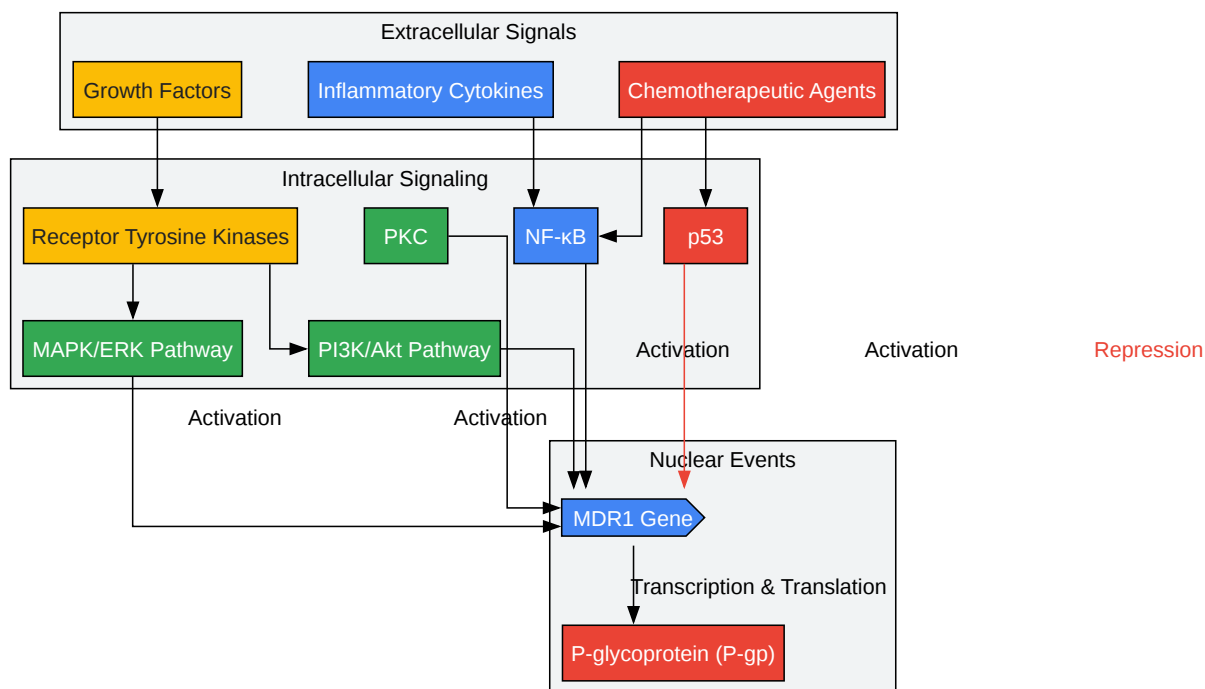 Extracellular Signals
Growth Factors
Inflammatory Cytokines
Chemotherapeutic Agents
Intracellular Signaling
Receptor Tyrosine Kinases
PKC
NF-κB
p53
MAPK/ERK Pathway
PI3K/Akt Pathway
Activation
Activation
Repression
Activation
Activation
Nuclear Events
MDR1 Gene
Transcription & Translation
P-glycoprotein (P-gp)